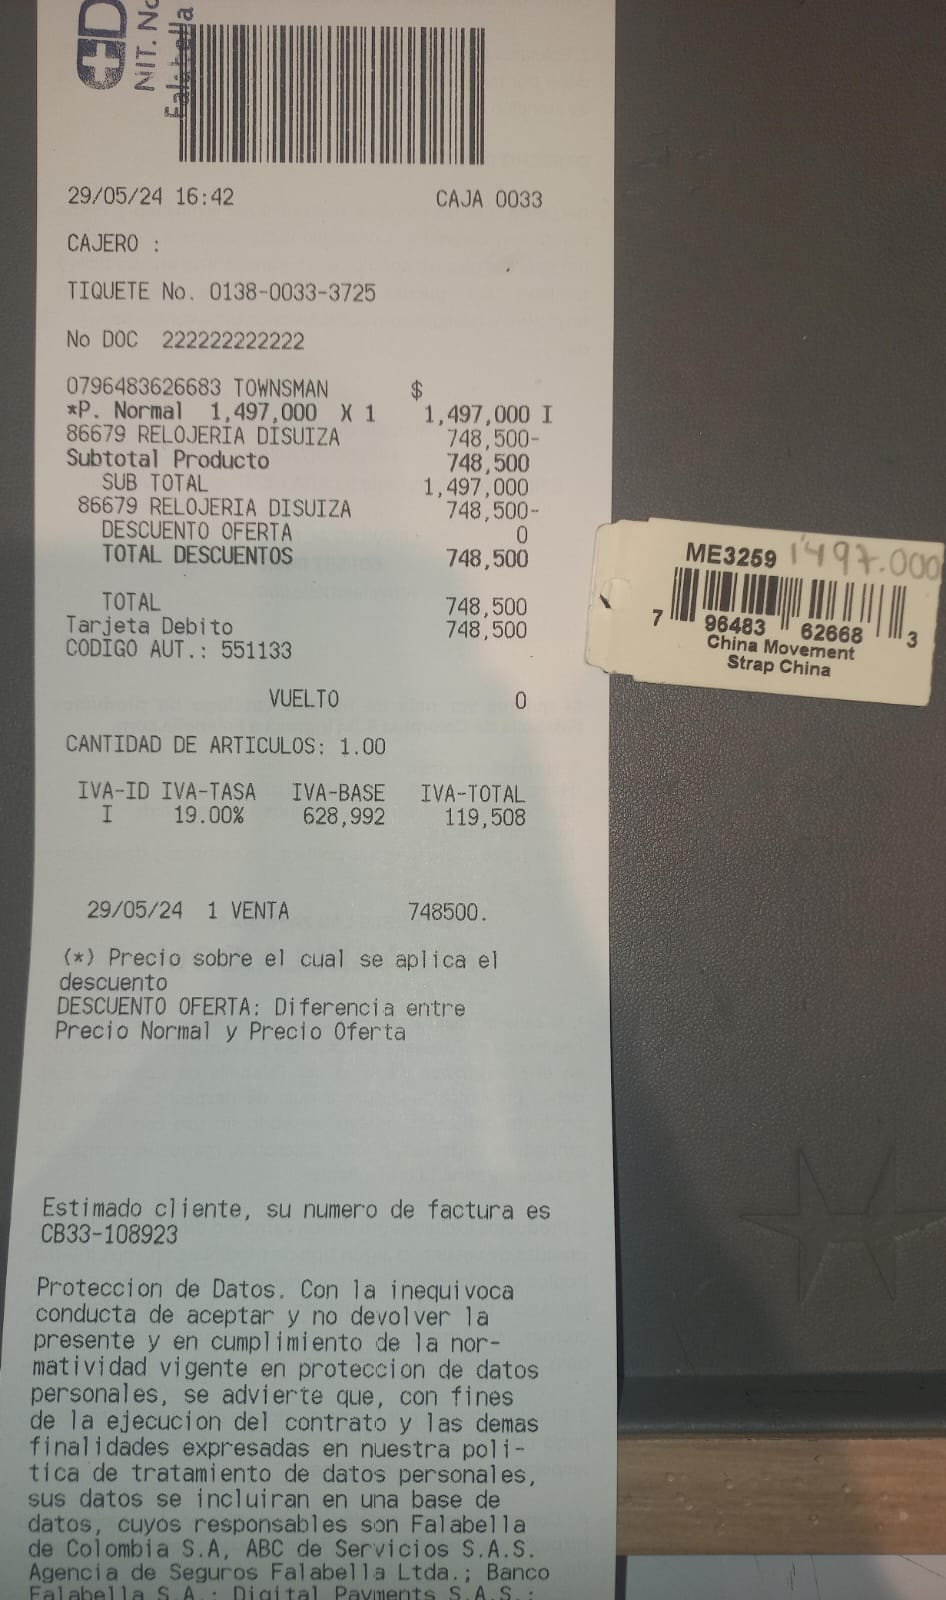 NIT. No
Falabella
29/05/24 16:42 CAJA 0033
CAJERO :
TIQUETE No. 0138-0033-3725
No DOC 222222222222
0796483626683 TOWNSMAN $
*P. Normal 1,497,000 X 1 1,497,000 I
86679 RELOJERIA DISUIZA 748,500-
Subtotal Producto 748,500
SUB TOTAL 1,497,000
86679 RELOJERIA DISUIZA 748,500-
DESCUENTO OFERTA 0
TOTAL DESCUENTOS 748,500
TOTAL 748,500
Tarjeta Debito 748,500
CODIGO AUT.: 551133
VUELTO 0
CANTIDAD DE ARTICULOS: 1.00
IVA-ID IVA-TASA IVA-BASE IVA-TOTAL
I 19.00% 628,992 119,508
29/05/24 1 VENTA 748500.
(*) Precio sobre el cual se aplica el
descuento
DESCUENTO OFERTA: Diferencia entre
Precio Normal y Precio Oferta
Estimado cliente, su numero de factura es
CB33-108923
Proteccion de Datos. Con la inequivoca
conducta de aceptar y no devolver la
presente y en cumplimiento de la nor-
matividad vigente en proteccion de datos
personales, se advierte que, con fines
de la ejecucion del contrato y las demas
finalidades expresadas en nuestra poli-
tica de tratamiento de datos personales,
sus datos se incluiran en una base de
datos, cuyos responsables son Falabella
de Colombia S.A, ABC de Servicios S.A.S.
Agencia de Seguros Falabella Ltda.; Banco
Falabella S.A.; Digital Payments S.A.S.;
ME3259 1'497.000
7 96483 62668 3
China Movement
Strap China